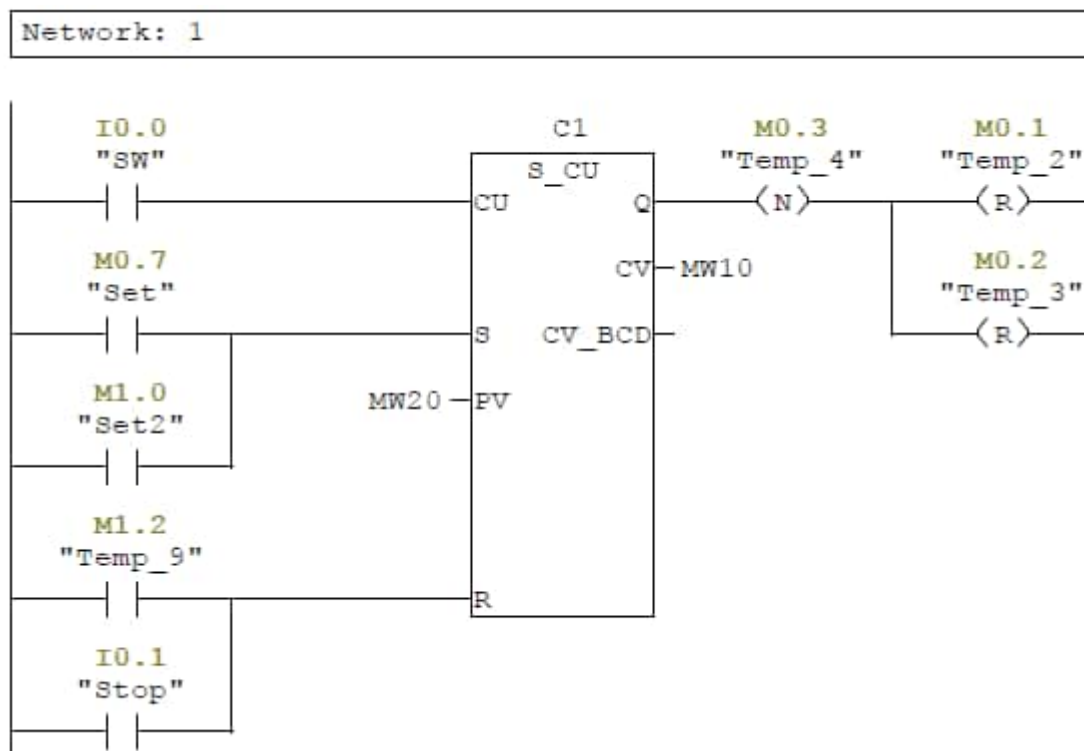 Network: 1
I0.0
"SW"
C1
S_CU
M0.3
"Temp_4"
M0.1
"Temp_2"
CU
Q
N
R
M0.7
"Set"
CV
MW10
M0.2
"Temp_3"
S
CV_BCD
R
M1.0
"Set2"
MW20
PV
M1.2
"Temp_9"
R
I0.1
"Stop"